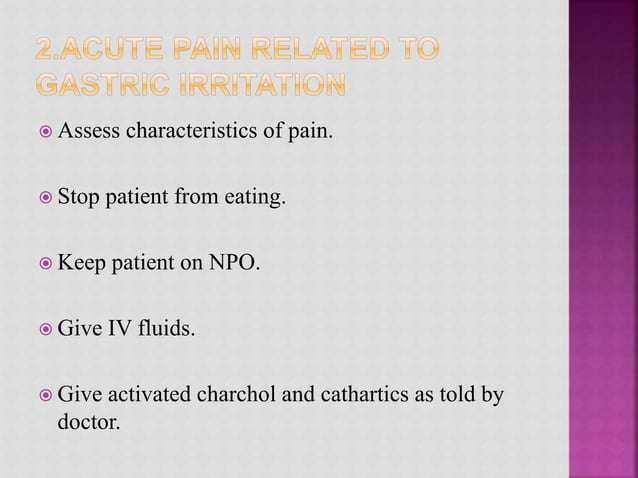 2.ACUTE PAIN RELATED TO
GASTRIC IRRITATION
Assess characteristics of pain.
Stop patient from eating.
Keep patient on NPO.
Give IV fluids.
Give activated charchol and cathartics as told by
doctor.